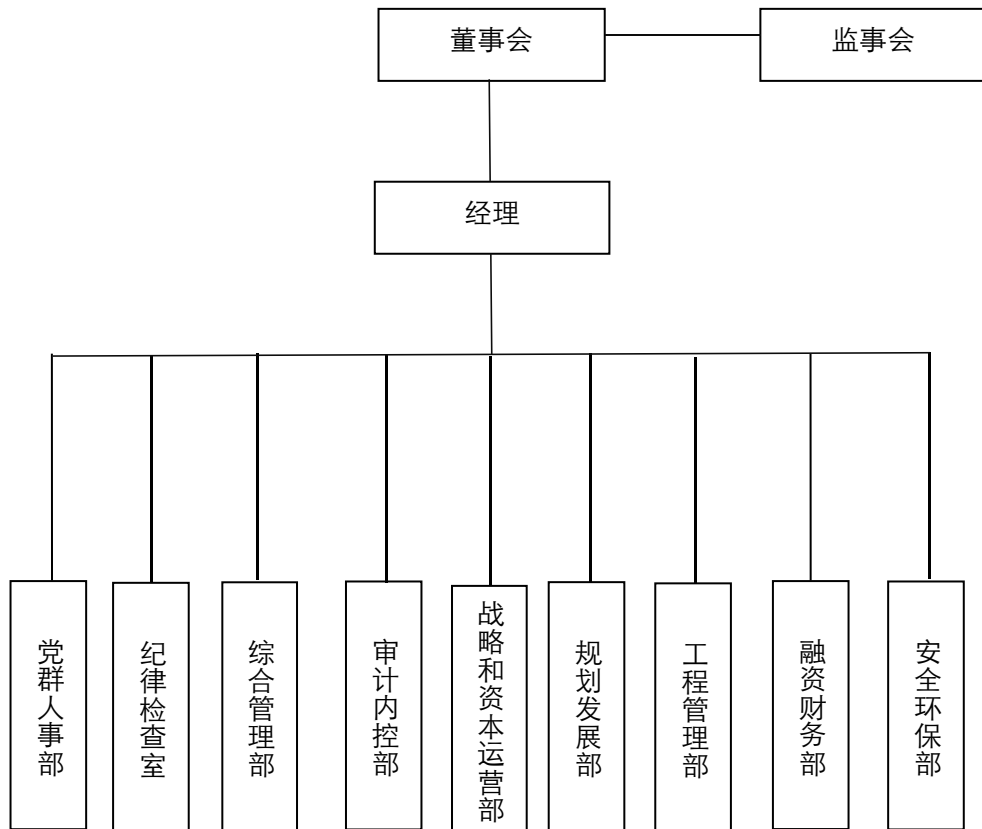 董事会
监事会
经理
党群人事部
纪律检查室
综合管理部
审计内控部
战略和资本运营部
规划发展部
工程管理部
融资财务部
安全环保部